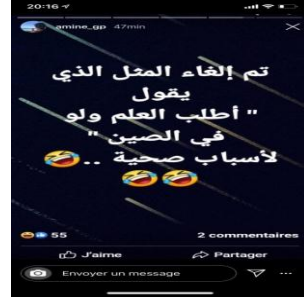 20:16
amine_gp 47min
تم إلغاء المثل الذي
يقول
" أطلب العلم ولو
في الصين "
لأسباب صحية ..🤣
🤣🤣
55
2 commentaires
J'aime
Partager
Envoyer un message